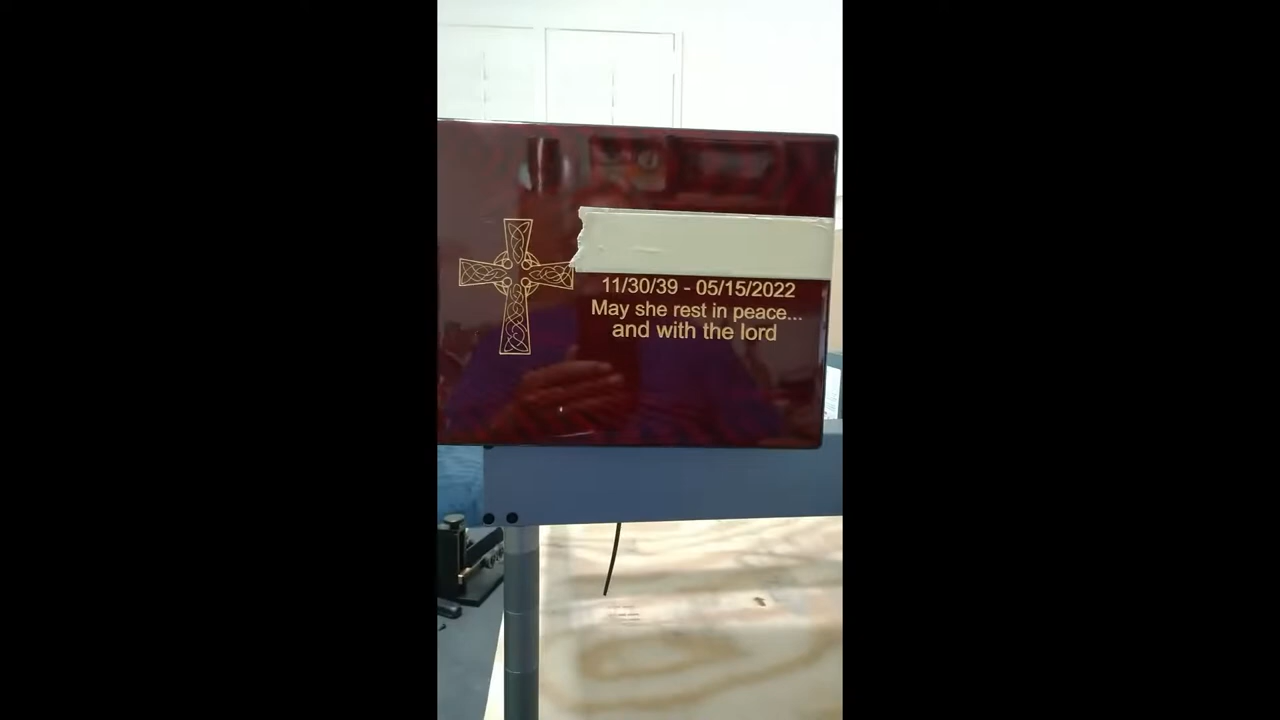 11/30/39 - 05/15/2022
May she rest in peace...
and with the lord